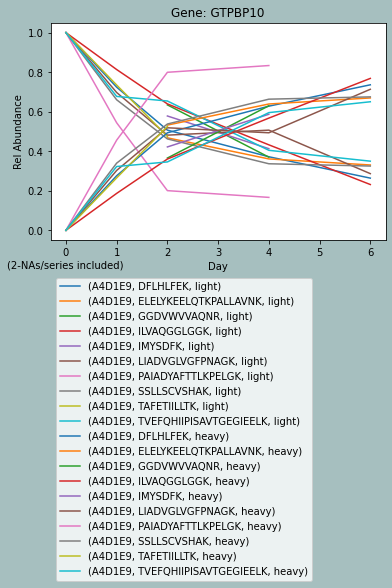 Gene: GTPBP10
Rel Abundance
1.0
0.8
0.6
0.4
0.2
0.0
0 1 2 3 4 5 6
(2-NAs/series included)
Day
(A4D1E9, DFLHLFEK, light)
(A4D1E9, ELELYKEELQTKPALLAVNK, light)
(A4D1E9, GGDVWVVAQNR, light)
(A4D1E9, ILVAQGGLGGK, light)
(A4D1E9, IMYSDFK, light)
(A4D1E9, LIADVGLVGFPNAGK, light)
(A4D1E9, PAIADYAFTTLKPELGK, light)
(A4D1E9, SSLLSCVSHAK, light)
(A4D1E9, TAFETIILLTK, light)
(A4D1E9, TVEFQHIIPISAVTGEGIEELK, light)
(A4D1E9, DFLHLFEK, heavy)
(A4D1E9, ELELYKEELQTKPALLAVNK, heavy)
(A4D1E9, GGDVWVVAQNR, heavy)
(A4D1E9, ILVAQGGLGGK, heavy)
(A4D1E9, IMYSDFK, heavy)
(A4D1E9, LIADVGLVGFPNAGK, heavy)
(A4D1E9, PAIADYAFTTLKPELGK, heavy)
(A4D1E9, SSLLSCVSHAK, heavy)
(A4D1E9, TAFETIILLTK, heavy)
(A4D1E9, TVEFQHIIPISAVTGEGIEELK, heavy)